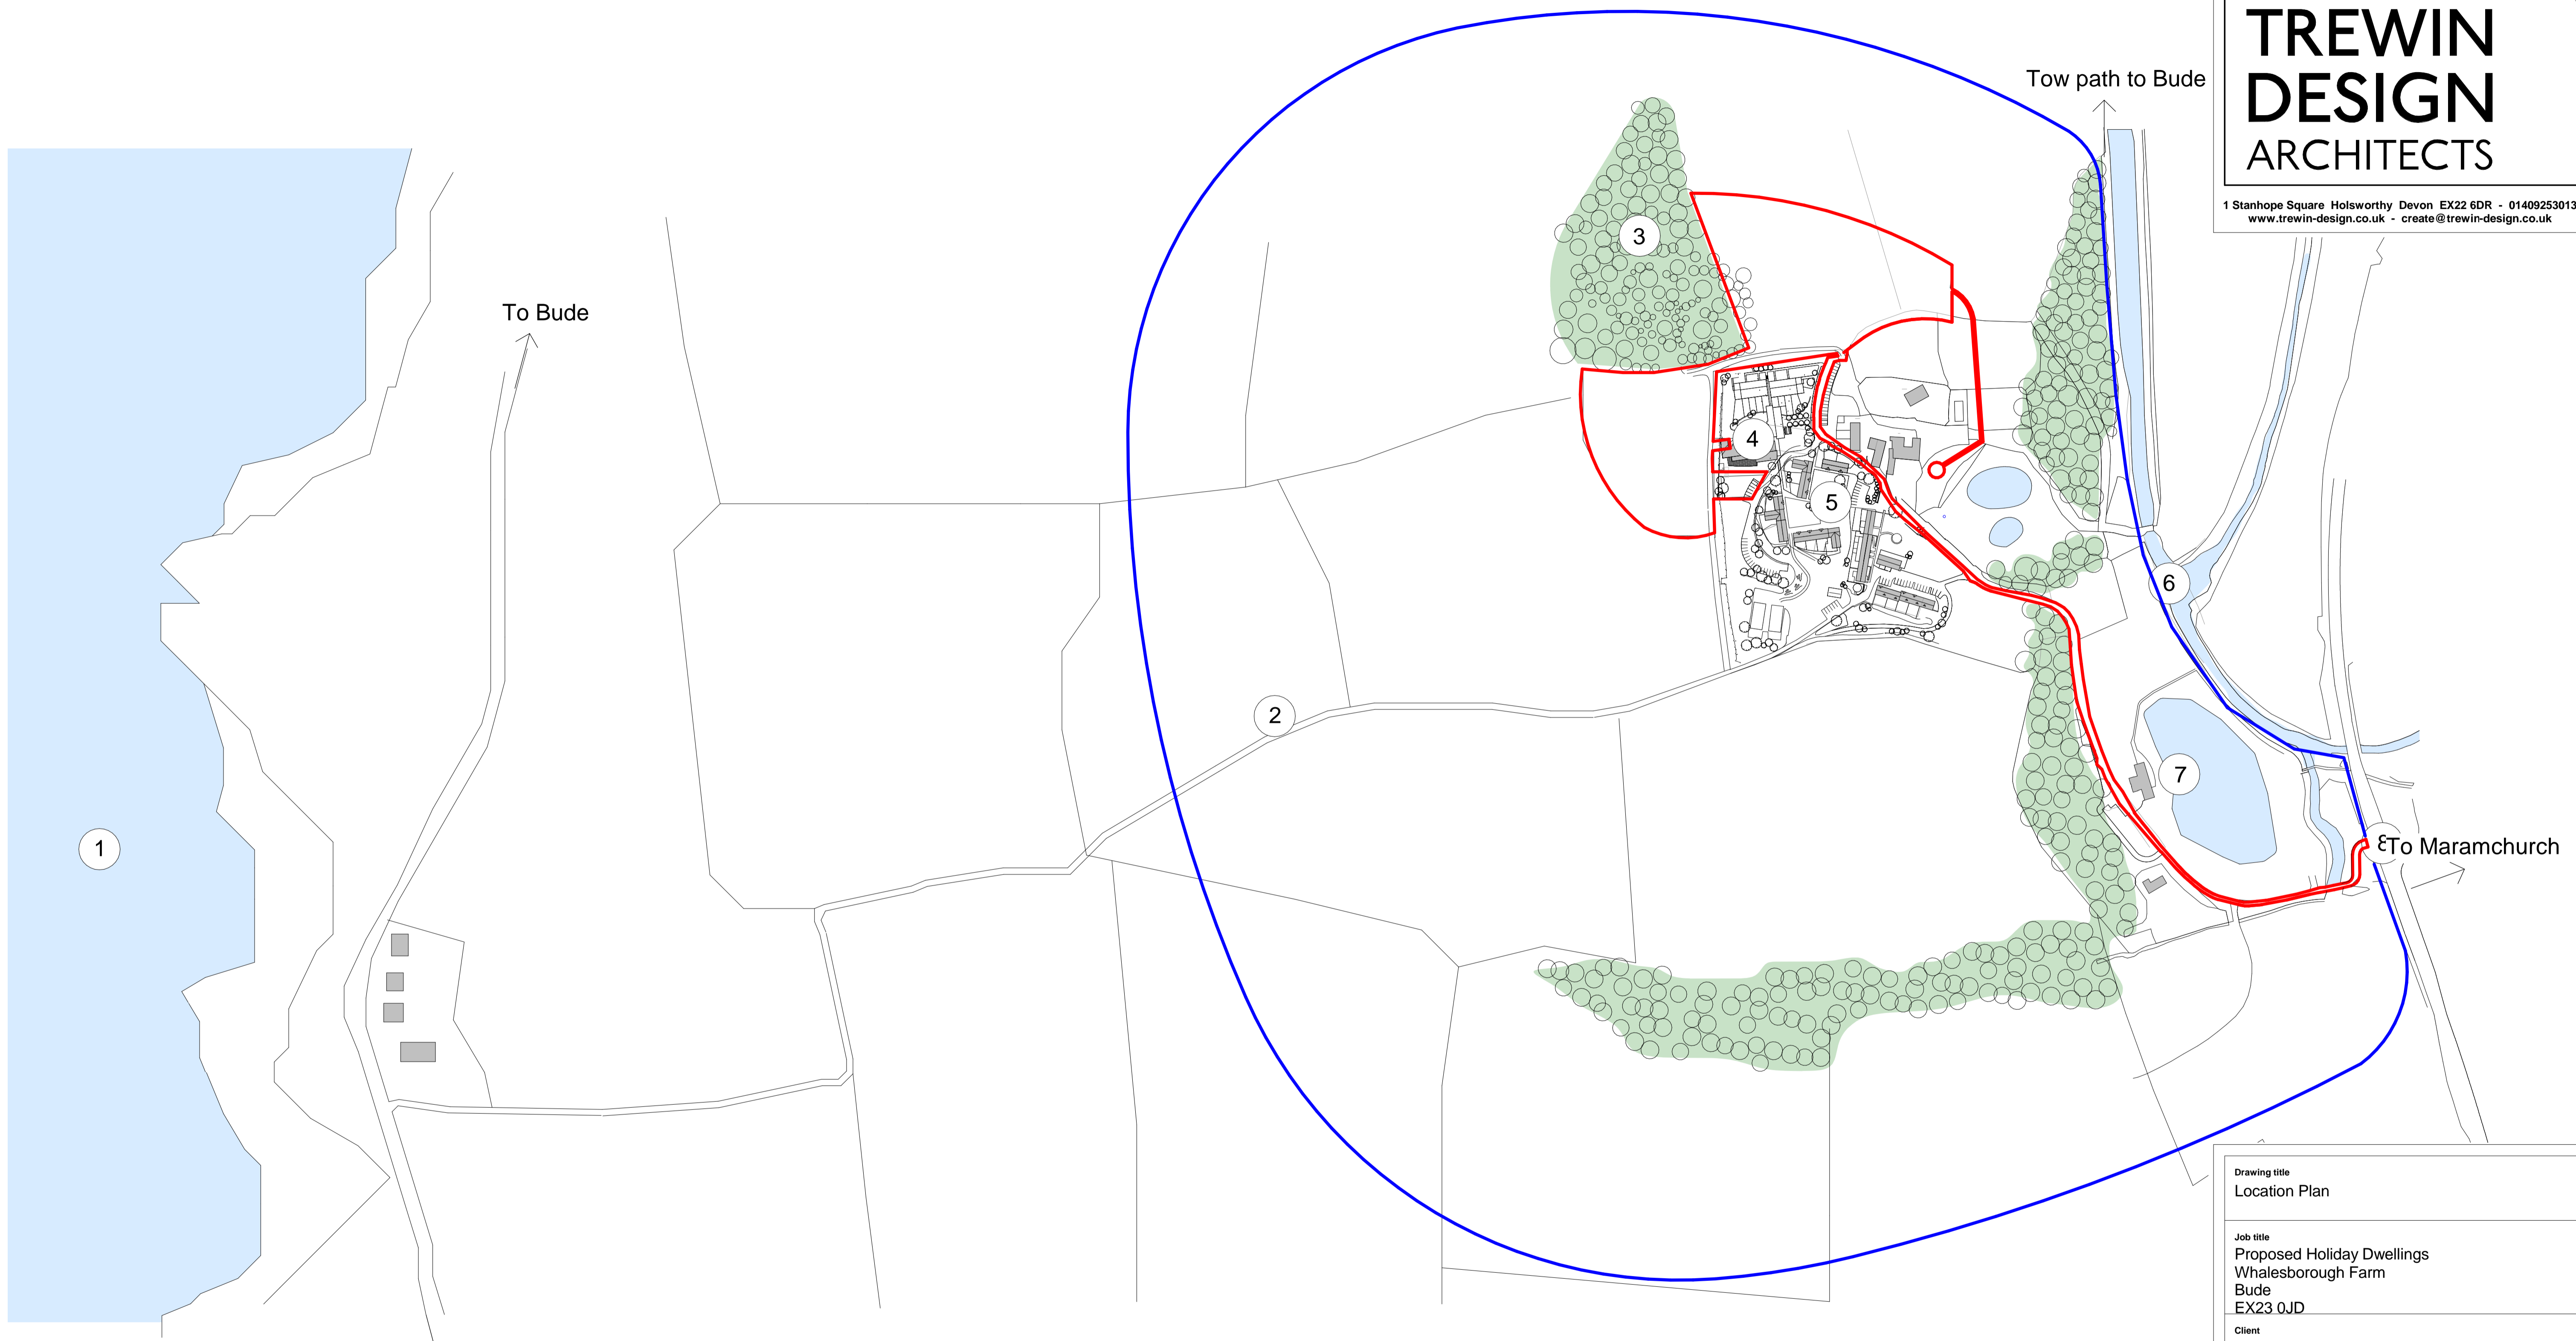 TREWIN
DESIGN
ARCHITECTS
1 Stanhope Square Holsworthy Devon EX22 6DR - 01409253013
www.trewin-design.co.uk - create@trewin-design.co.uk
Tow path to Bude
To Bude
3
4
5
6
2
7
1
8
To Maramchurch
Drawing title
Location Plan
Job title
Proposed Holiday Dwellings
Whalesborough Farm
Bude
EX23 0JD
Client